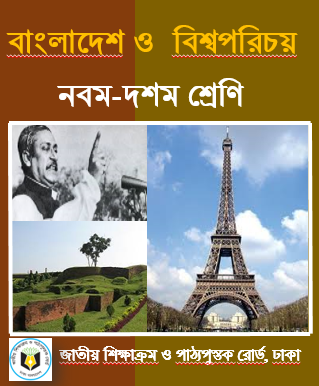 বাংলাদেশ ও বিশ্বপরিচয়
নবম-দশম শ্রেণি
জাতীয় শিক্ষাক্রম ও পাঠ্যপুস্তক বোর্ড, ঢাকা